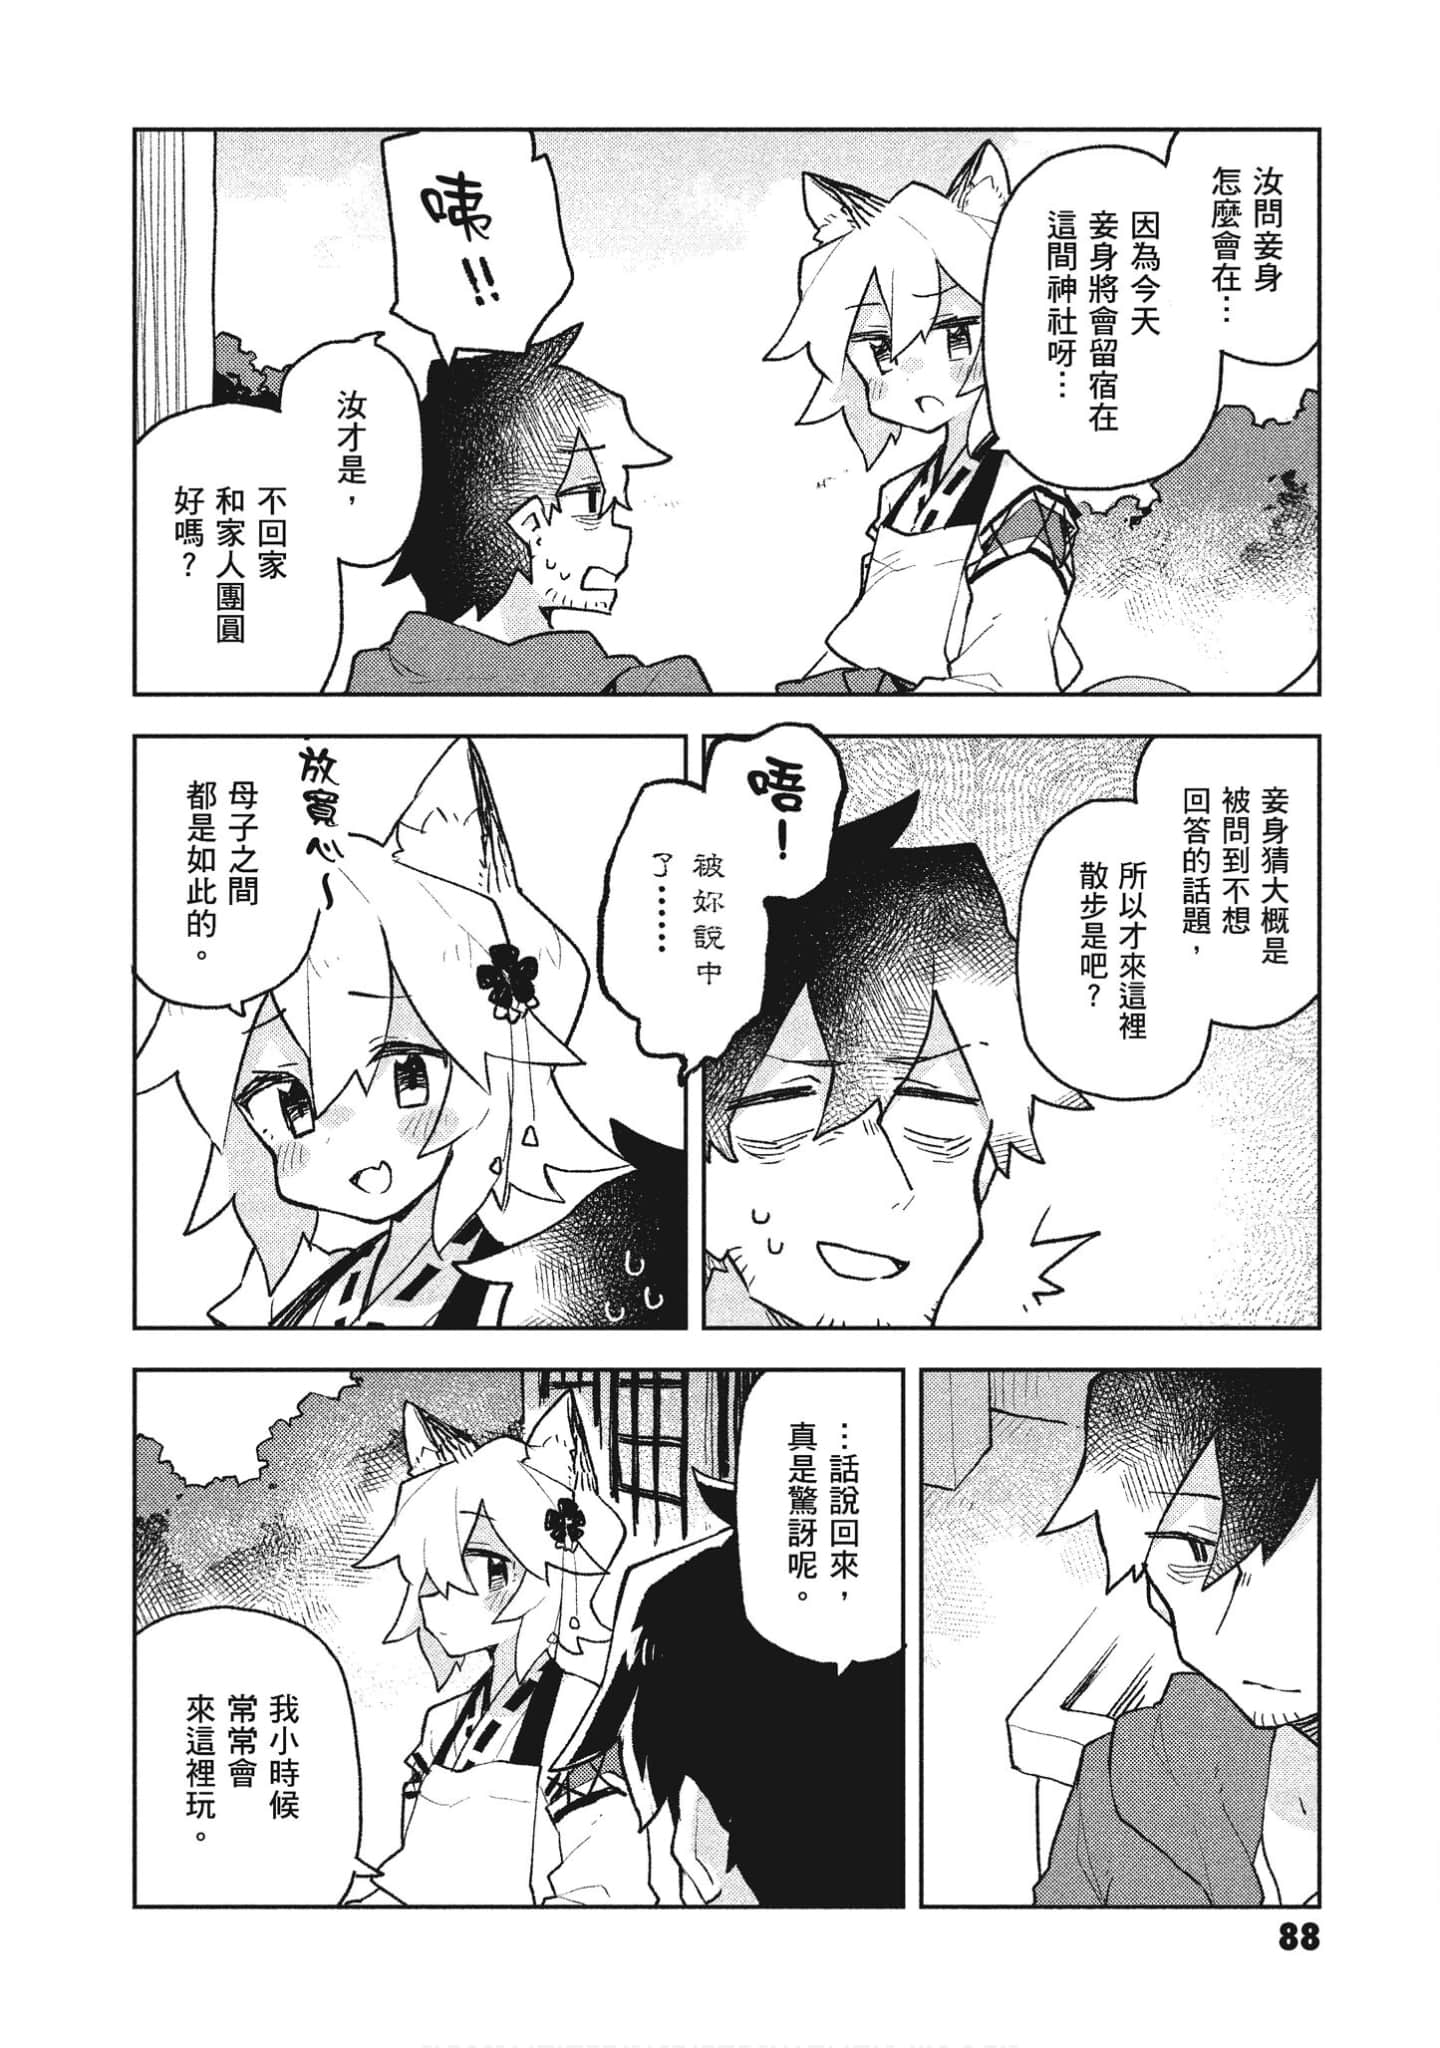 汝問妾身
怎麼會在…
因為今天
妾身將會留宿在
這間神社呀…
咦!!
汝才是，
不回家
和家人團圓
好嗎？
妾身猜大概是
被問到不想
回答的話題，
所以才來這裡
散步是吧？
唔！
被妳說中
了……
放寬心～
母子之間
都是如此的。
…話說回來，
真是驚訝呢。
我小時候
常常會
來這裡玩。
88